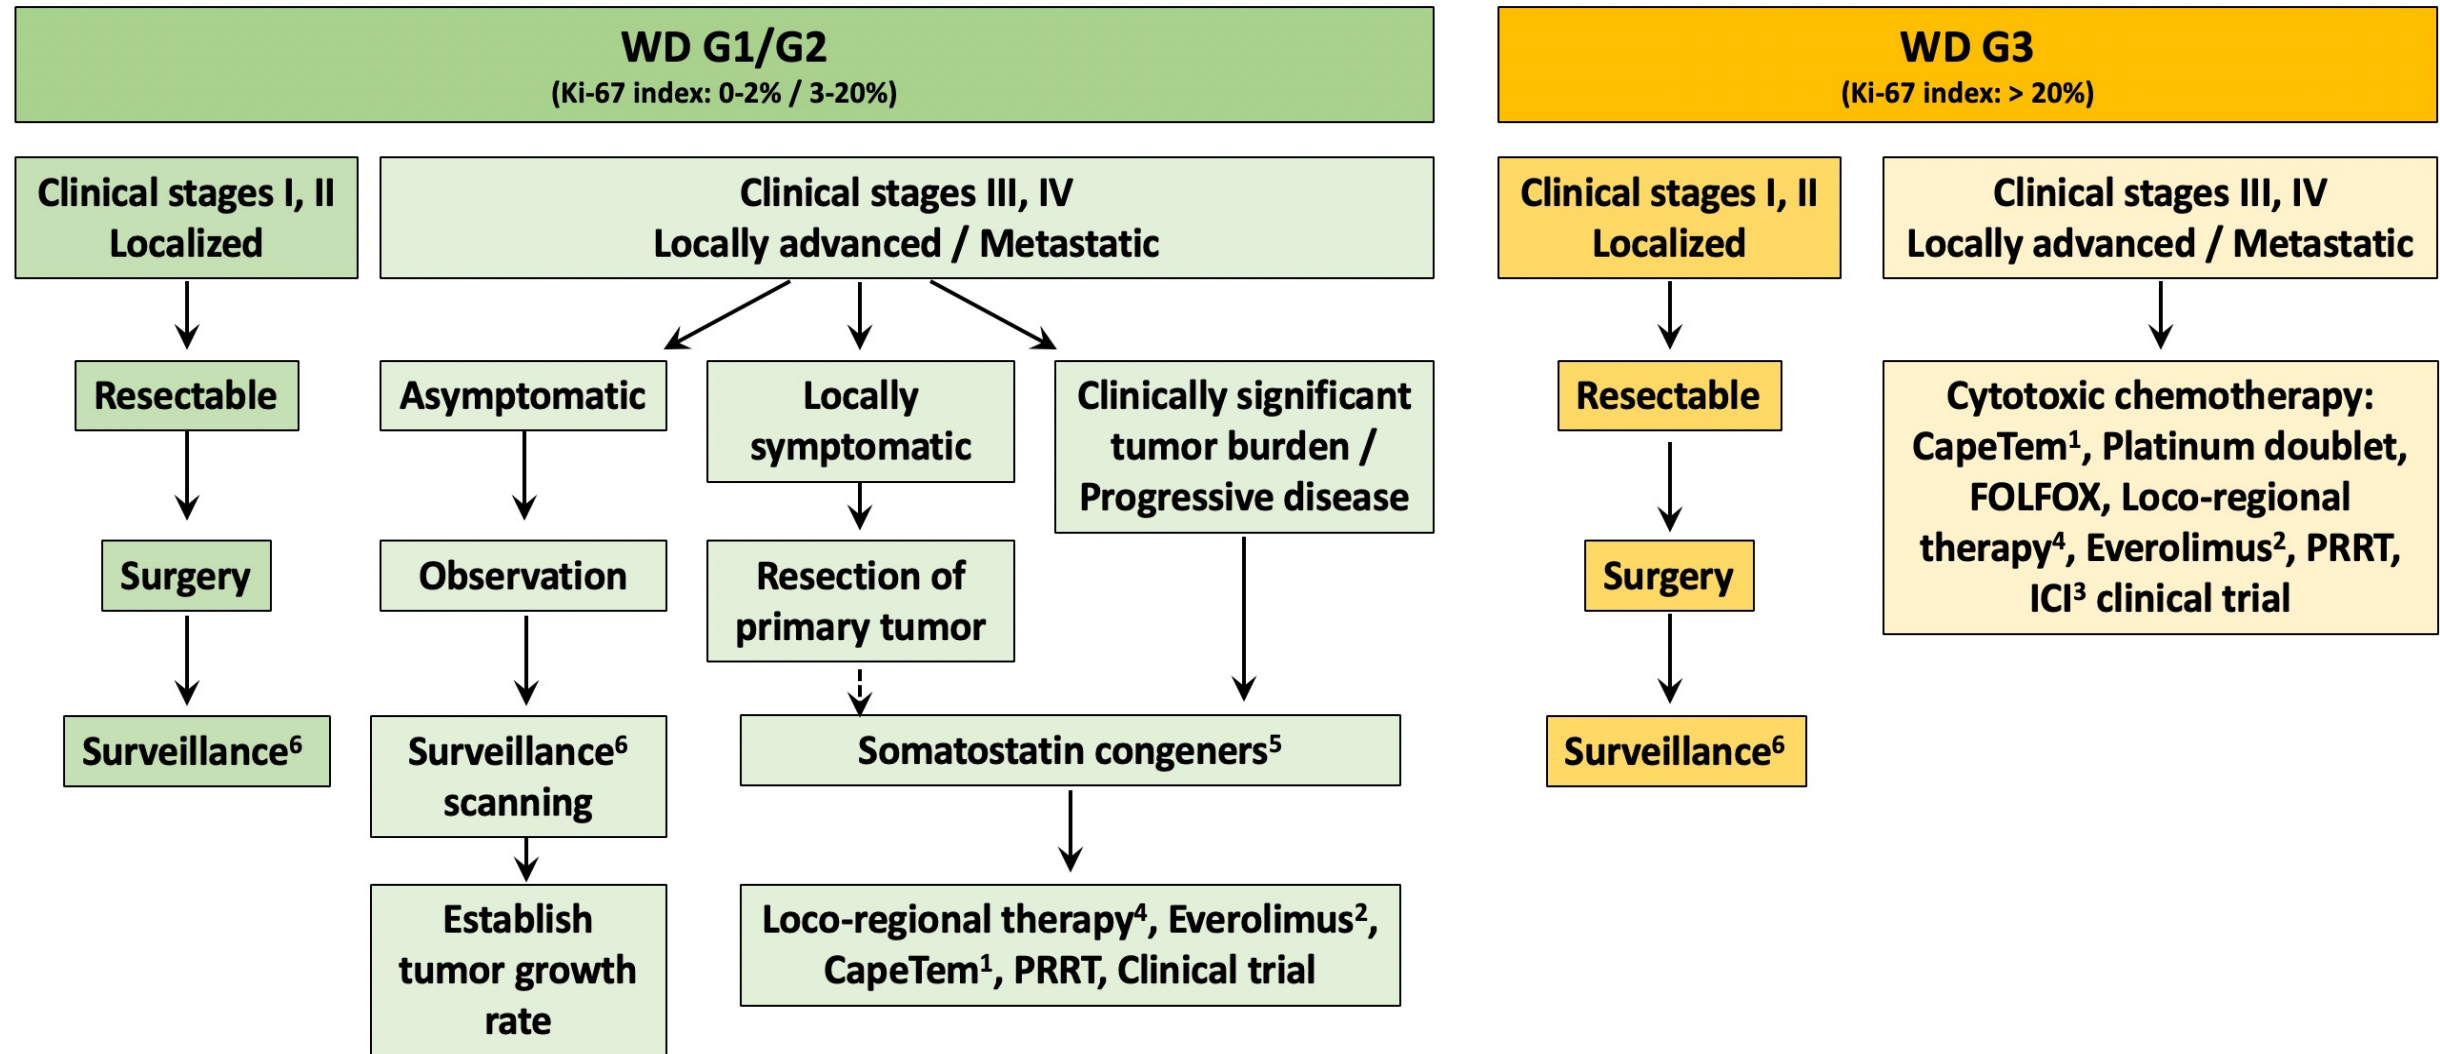 WD G1/G2
(Ki-67 index: 0-2% / 3-20%)
Clinical stages I, II
Localized
Resectable
Surgery
Surveillance⁶
Clinical stages III, IV
Locally advanced / Metastatic
Asymptomatic
Observation
Surveillance⁶
scanning
Establish
tumor growth
rate
Locally
symptomatic
Resection of
primary tumor
Clinically significant
tumor burden /
Progressive disease
Somatostatin congeners⁵
Loco-regional therapy⁴, Everolimus²,
CapeTem¹, PRRT, Clinical trial
WD G3
(Ki-67 index: > 20%)
Clinical stages I, II
Localized
Resectable
Surgery
Surveillance⁶
Clinical stages III, IV
Locally advanced / Metastatic
Cytotoxic chemotherapy:
CapeTem¹, Platinum doublet,
FOLFOX, Loco-regional
therapy⁴, Everolimus², PRRT,
ICI³ clinical trial